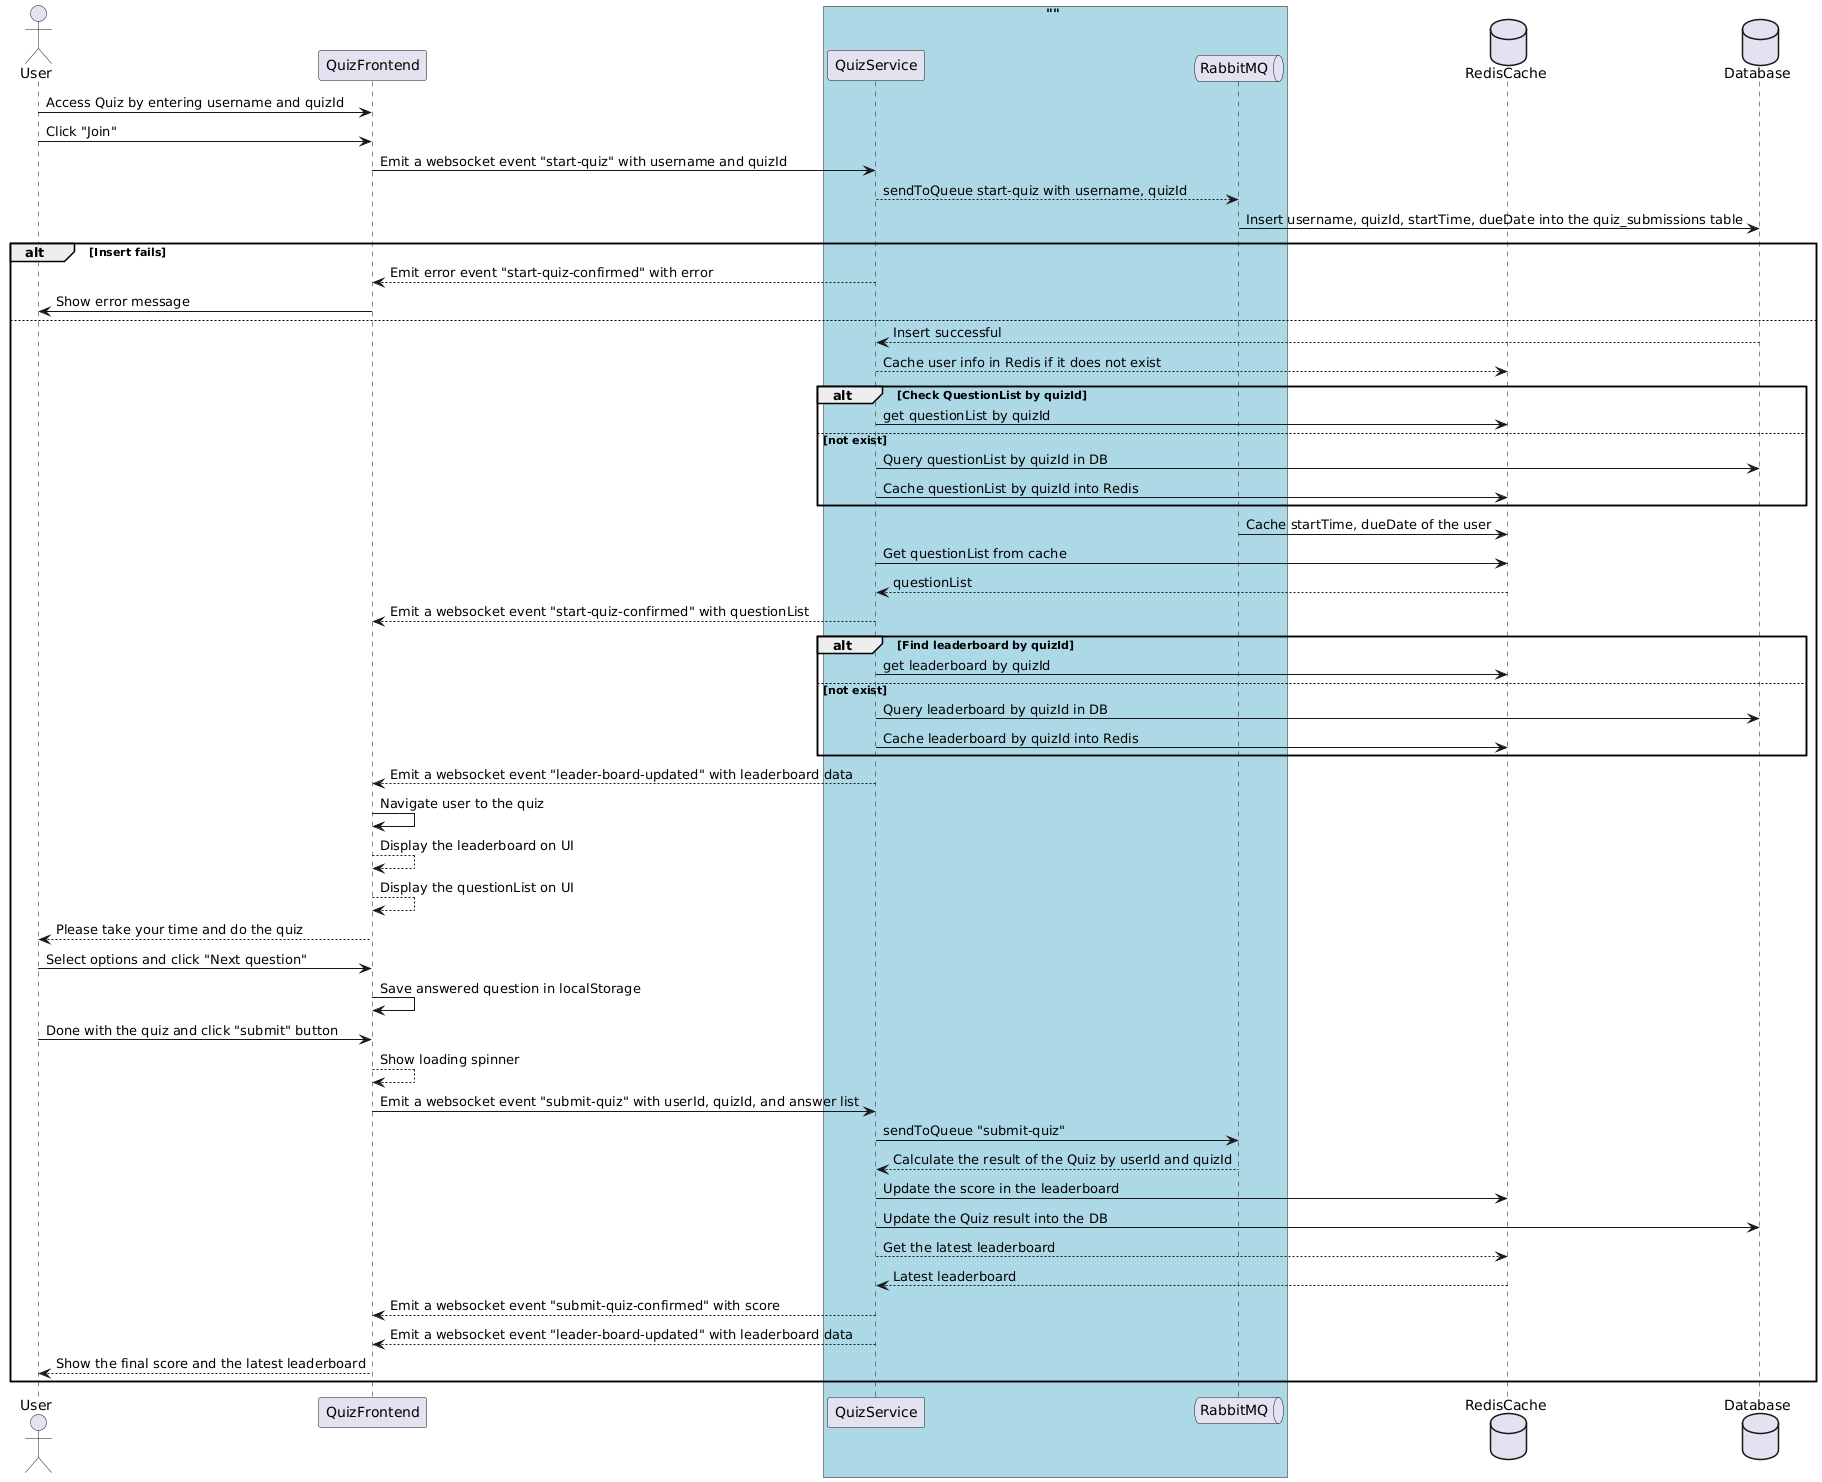 ""
User
QuizFrontend
QuizService
RabbitMQ
RedisCache
Database
Access Quiz by entering username and quizId
Click "Join"
Emit a websocket event "start-quiz" with username and quizId
sendToQueue start-quiz with username, quizId
Insert username, quizId, startTime, dueDate into the quiz_submissions table
alt [Insert fails]
Emit error event "start-quiz-confirmed" with error
Show error message
Insert successful
Cache user info in Redis if it does not exist
alt [Check QuestionList by quizId]
get questionList by quizId
[not exist]
Query questionList by quizId in DB
Cache questionList by quizId into Redis
Cache startTime, dueDate of the user
Get questionList from cache
questionList
Emit a websocket event "start-quiz-confirmed" with questionList
alt [Find leaderboard by quizId]
get leaderboard by quizId
[not exist]
Query leaderboard by quizId in DB
Cache leaderboard by quizId into Redis
Emit a websocket event "leader-board-updated" with leaderboard data
Navigate user to the quiz
Display the leaderboard on UI
Display the questionList on UI
Please take your time and do the quiz
Select options and click "Next question"
Save answered question in localStorage
Done with the quiz and click "submit" button
Show loading spinner
Emit a websocket event "submit-quiz" with userId, quizId, and answer list
sendToQueue "submit-quiz"
Calculate the result of the Quiz by userId and quizId
Update the score in the leaderboard
Update the Quiz result into the DB
Get the latest leaderboard
Latest leaderboard
Emit a websocket event "submit-quiz-confirmed" with score
Emit a websocket event "leader-board-updated" with leaderboard data
Show the final score and the latest leaderboard
User
QuizFrontend
QuizService
RabbitMQ
RedisCache
Database